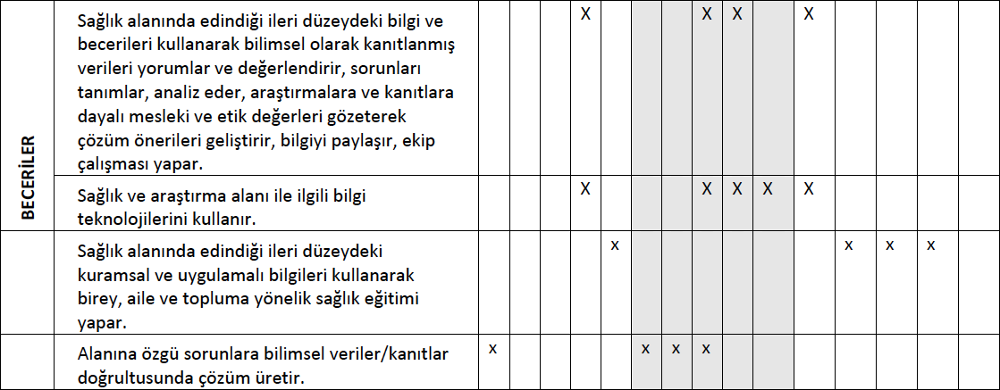 Sağlık alanında edindiği ileri düzeydeki bilgi ve X X X X
becerileri kullanarak bilimsel olarak kanıtlanmış
verileri yorumlar ve değerlendirir, sorunları
tanımlar, analiz eder, araştırmalara ve kanıtlara
dayalı mesleki ve etik değerleri gözeterek
çözüm önerileri geliştirir, bilgiyi paylaşır, ekip
çalışması yapar.
BECERİLER
Sağlık ve araştırma alanı ile ilgili bilgi X X X X X
teknolojilerini kullanır.
Sağlık alanında edindiği ileri düzeydeki x x x x
kuramsal ve uygulamalı bilgileri kullanarak
birey, aile ve topluma yönelik sağlık eğitimi
yapar.
Alanına özgü sorunlara bilimsel veriler/kanıtlar x x x x
doğrultusunda çözüm üretir.